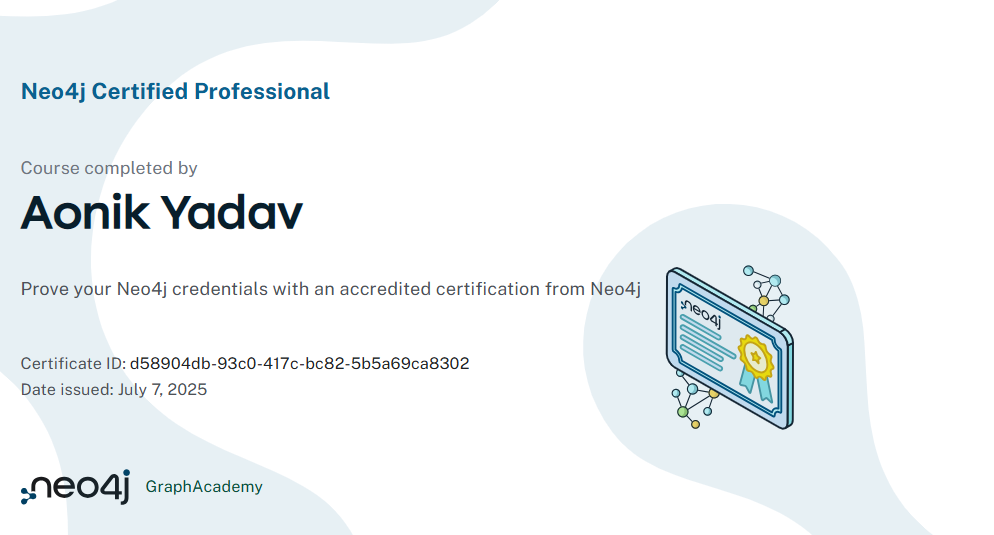 Neo4j Certified Professional
Course completed by
Aonik Yadav
Prove your Neo4j credentials with an accredited certification from Neo4j
neo4j
Certificate ID: d58904db-93c0-417c-bc82-5b5a69ca8302
Date issued: July 7, 2025
neo4j GraphAcademy